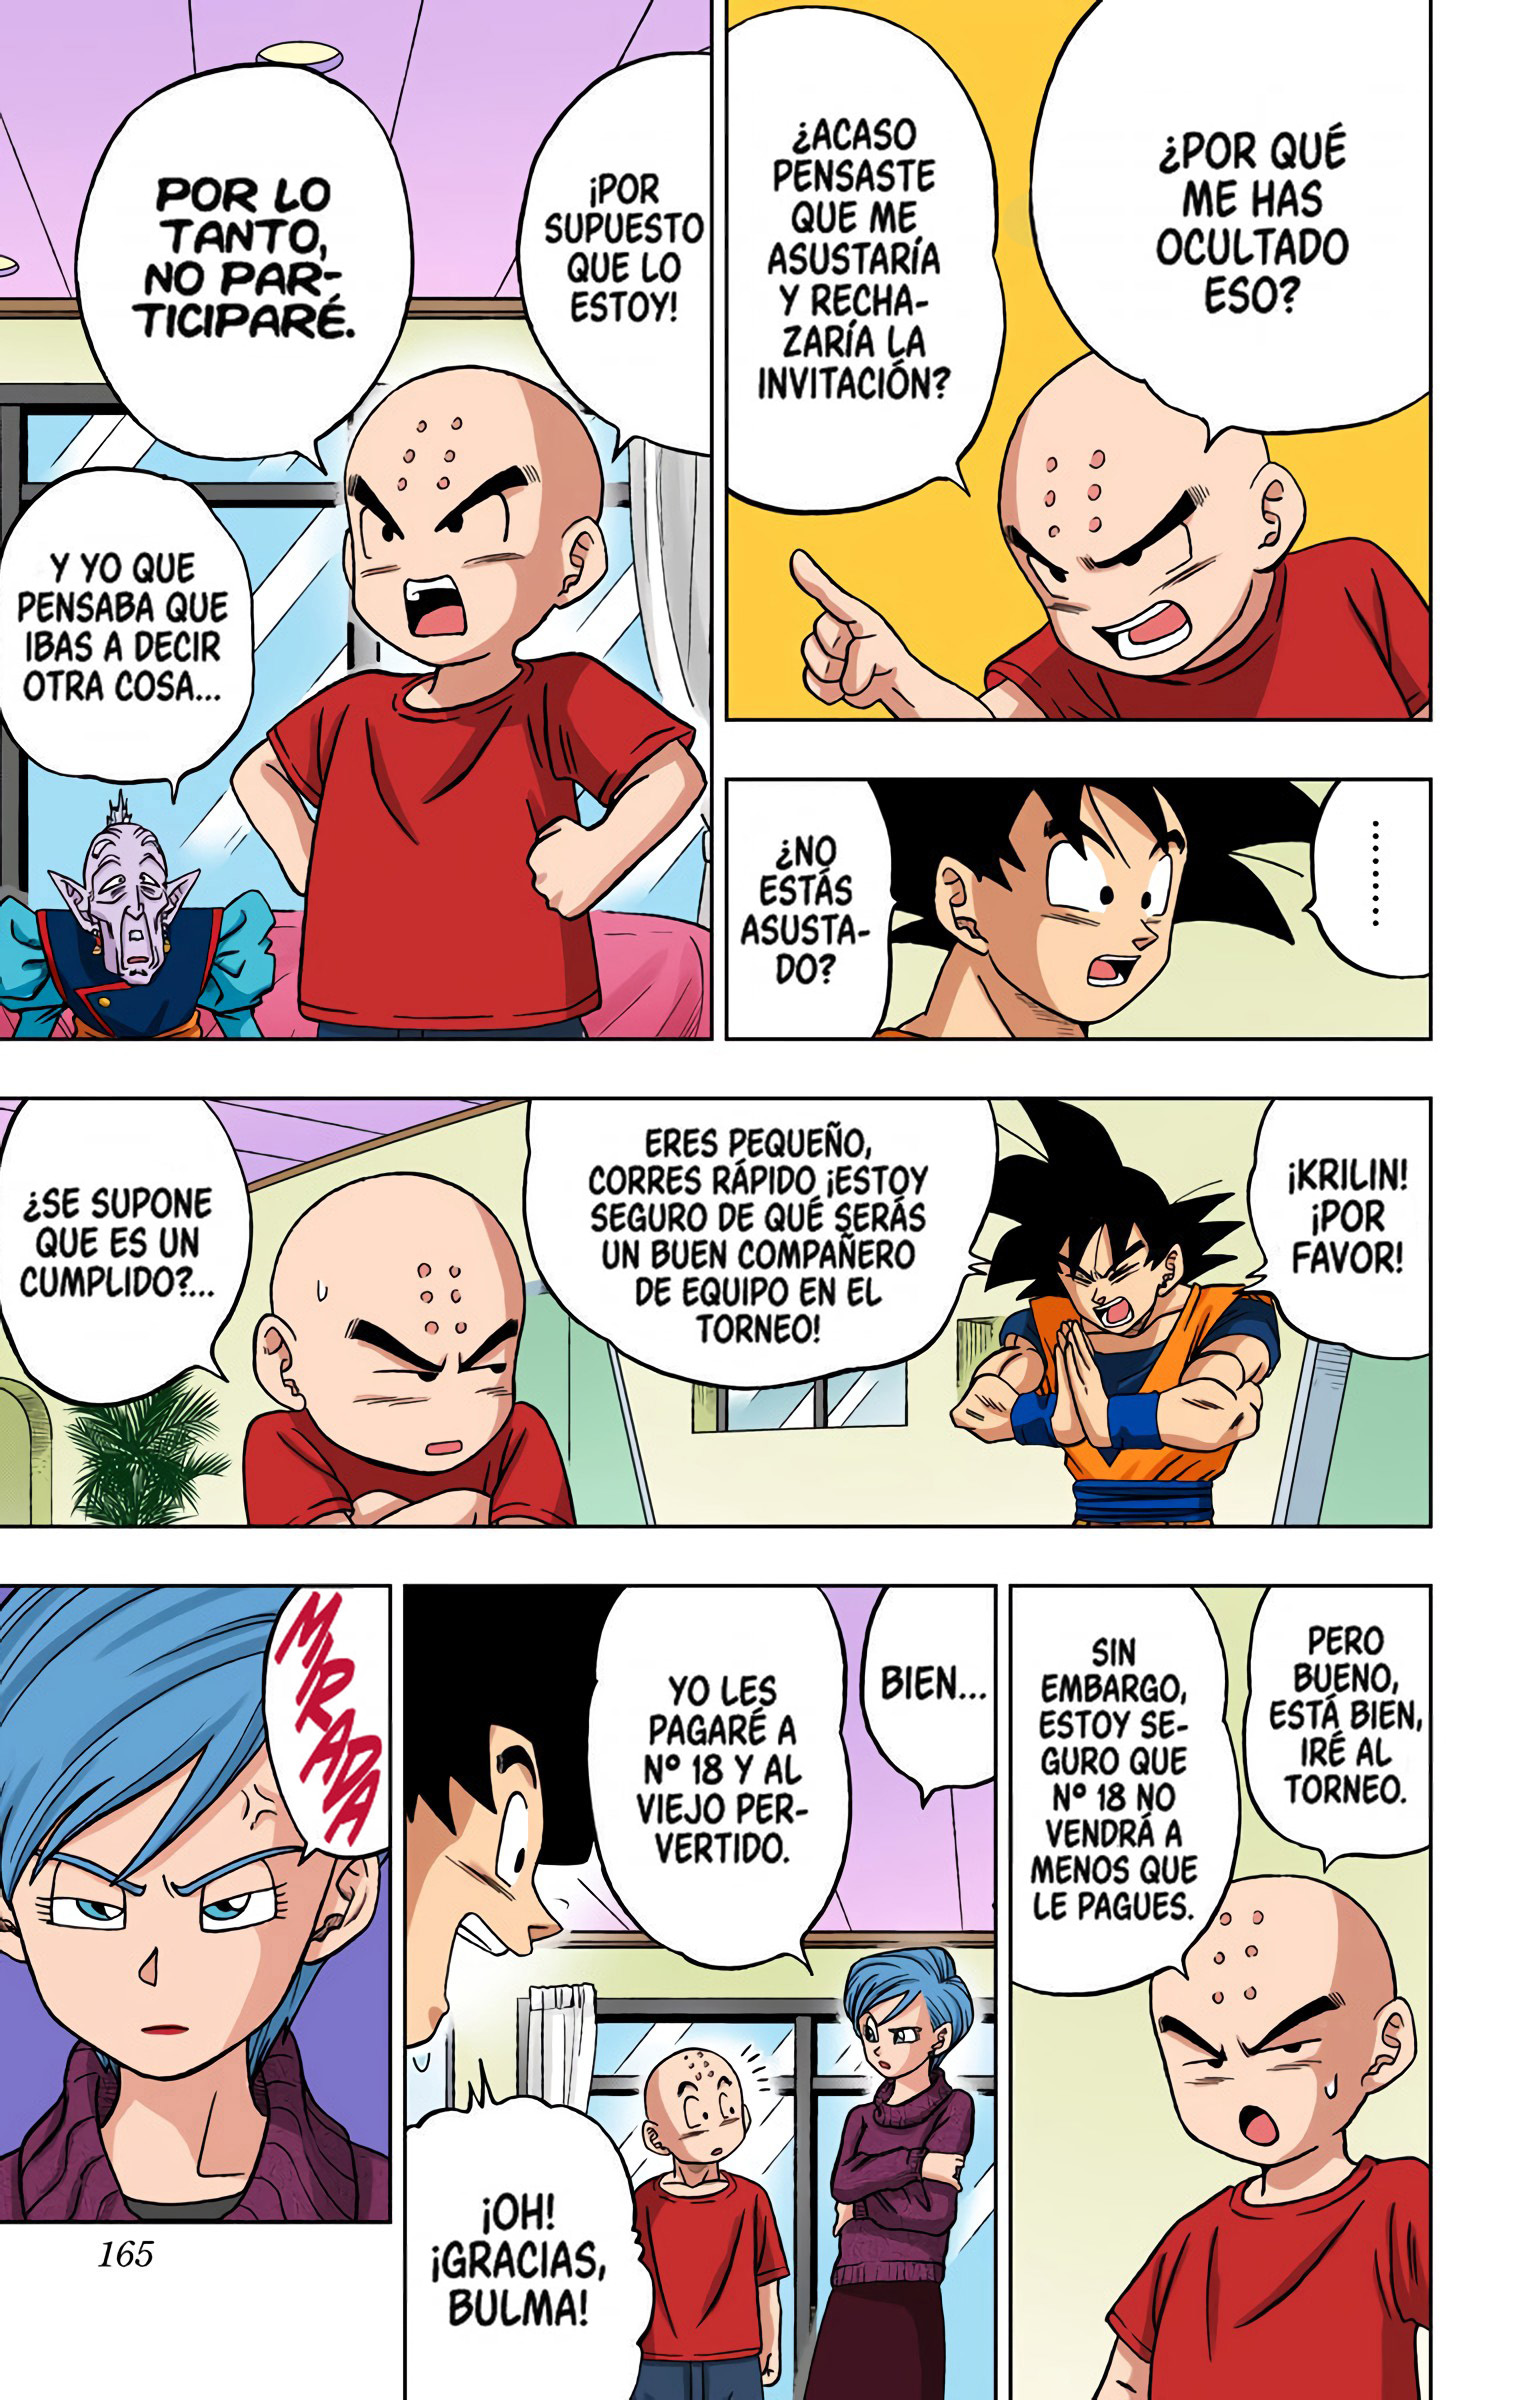 ¿POR QUÉ
ME HAS
OCULTADO
ESO?
¿ACASO
PENSASTE
QUE ME
ASUSTARÍA
Y RECHA-
ZARÍA LA
INVITACIÓN?
........
¿NO
ESTÁS
ASUSTA-
DO?
¡POR
SUPUESTO
QUE LO
ESTOY!
POR LO
TANTO,
NO PAR-
TICIPARÉ.
Y YO QUE
PENSABA QUE
IBAS A DECIR
OTRA COSA...
¡KRILIN!
¡POR
FAVOR!
ERES PEQUEÑO,
CORRES RÁPIDO ¡ESTOY
SEGURO DE QUÉ SERÁS
UN BUEN COMPAÑERO
DE EQUIPO EN EL
TORNEO!
¿SE SUPONE
QUE ES UN
CUMPLIDO?...
PERO
BUENO,
ESTÁ BIEN,
IRÉ AL
TORNEO.
SIN
EMBARGO,
ESTOY SE-
GURO QUE
Nº 18 NO
VENDRÁ A
MENOS QUE
LE PAGUES.
BIEN...
YO LES
PAGARÉ A
Nº 18 Y AL
VIEJO PER-
VERTIDO.
¡OH!
¡GRACIAS,
BULMA!
MIRADA
165